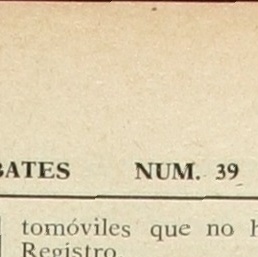 BATES NUM. 39
tomóviles que no h
Registro